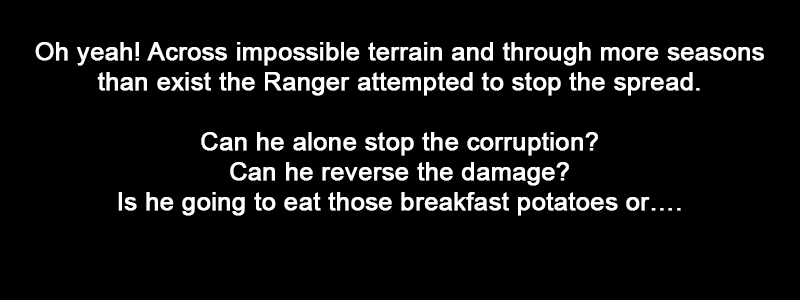 Oh yeah! Across impossible terrain and through more seasons
than exist the Ranger attempted to stop the spread.
Can he alone stop the corruption?
Can he reverse the damage?
Is he going to eat those breakfast potatoes or….